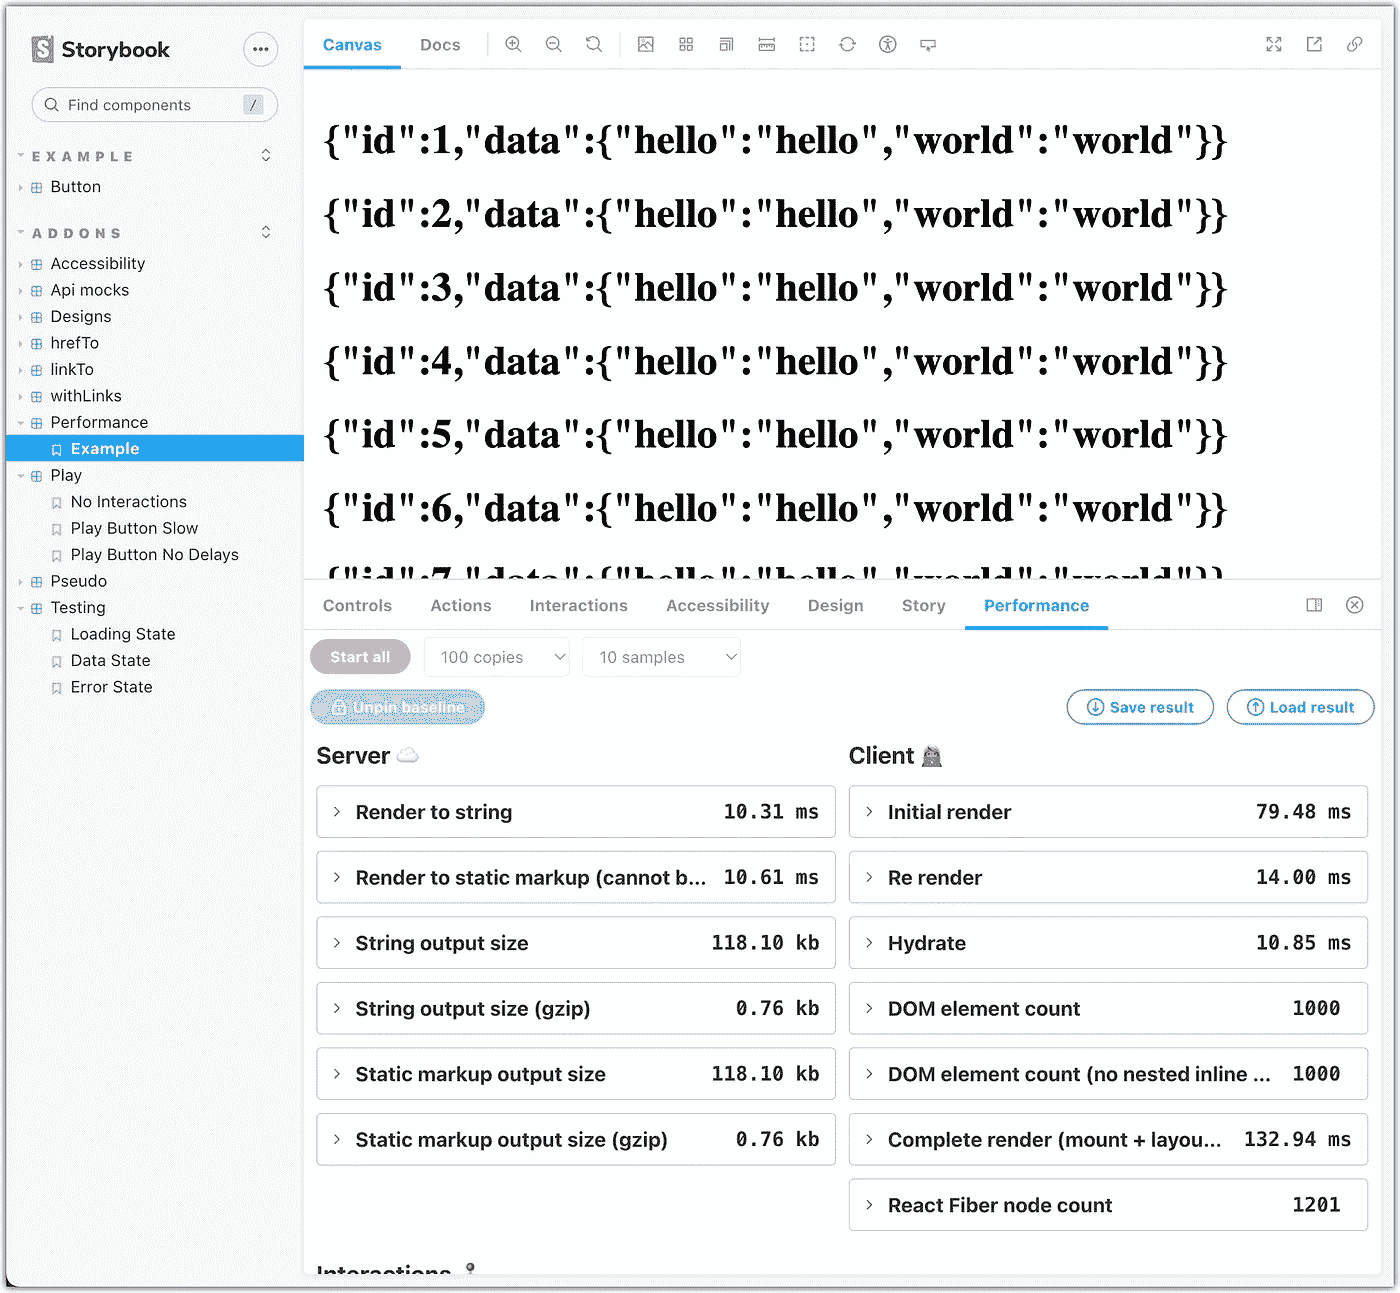 Storybook
Find components /
EXAMPLE
Button
ADDONS
Accessibility
Api mocks
Designs
hrefTo
linkTo
withLinks
Performance
Example
Play
No Interactions
Play Button Slow
Play Button No Delays
Pseudo
Testing
Loading State
Data State
Error State
Canvas Docs
{"id":1,"data":{"hello":"hello","world":"world"}}
{"id":2,"data":{"hello":"hello","world":"world"}}
{"id":3,"data":{"hello":"hello","world":"world"}}
{"id":4,"data":{"hello":"hello","world":"world"}}
{"id":5,"data":{"hello":"hello","world":"world"}}
{"id":6,"data":{"hello":"hello","world":"world"}}
{"id":7,"data":{"hello":"hello","world":"world"}}
Controls Actions Interactions Accessibility Design Story Performance
Start all 100 copies 10 samples
Unpin baseline Save result Load result
Server
Render to string 10.31 ms
Render to static markup (cannot b... 10.61 ms
String output size 118.10 kb
String output size (gzip) 0.76 kb
Static markup output size 118.10 kb
Static markup output size (gzip) 0.76 kb
Client
Initial render 79.48 ms
Re render 14.00 ms
Hydrate 10.85 ms
DOM element count 1000
DOM element count (no nested inline ... 1000
Complete render (mount + layou... 132.94 ms
React Fiber node count 1201
Interactions